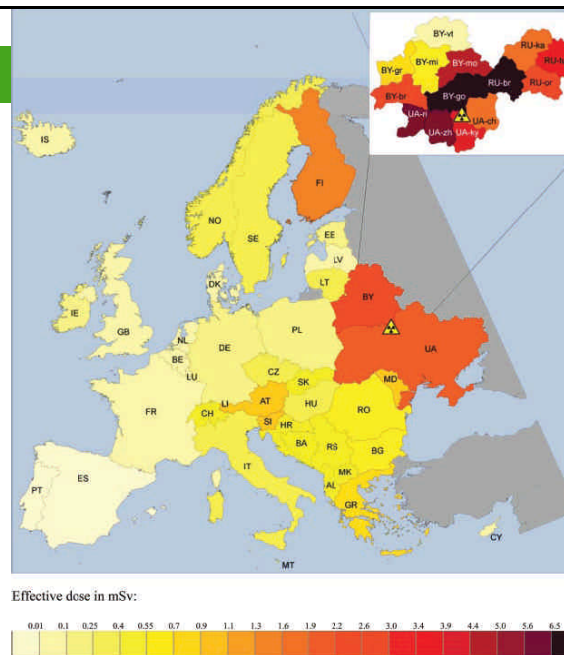 BY-vt
RU-ka
BY-mi
BY-mo
BY-gr
RU-br
RU-or
BY-br
BY-go
UA-ch
UA-zh
UA-ky
IS
FI
NO
SE
EE
LV
LT
DK
BY
IE
GB
NL
BE
LU
DE
PL
UA
CZ
SK
MD
FR
LI
AT
HU
CH
SI
HR
RO
BA
RS
BG
IT
MK
AL
GR
PT
ES
CY
MT
Effective dose in mSv:
0.01 0.1 0.25 0.4 0.55 0.7 0.9 1.1 1.3 1.6 1.9 2.2 2.6 3.0 3.4 3.9 4.4 5.0 5.6 6.5